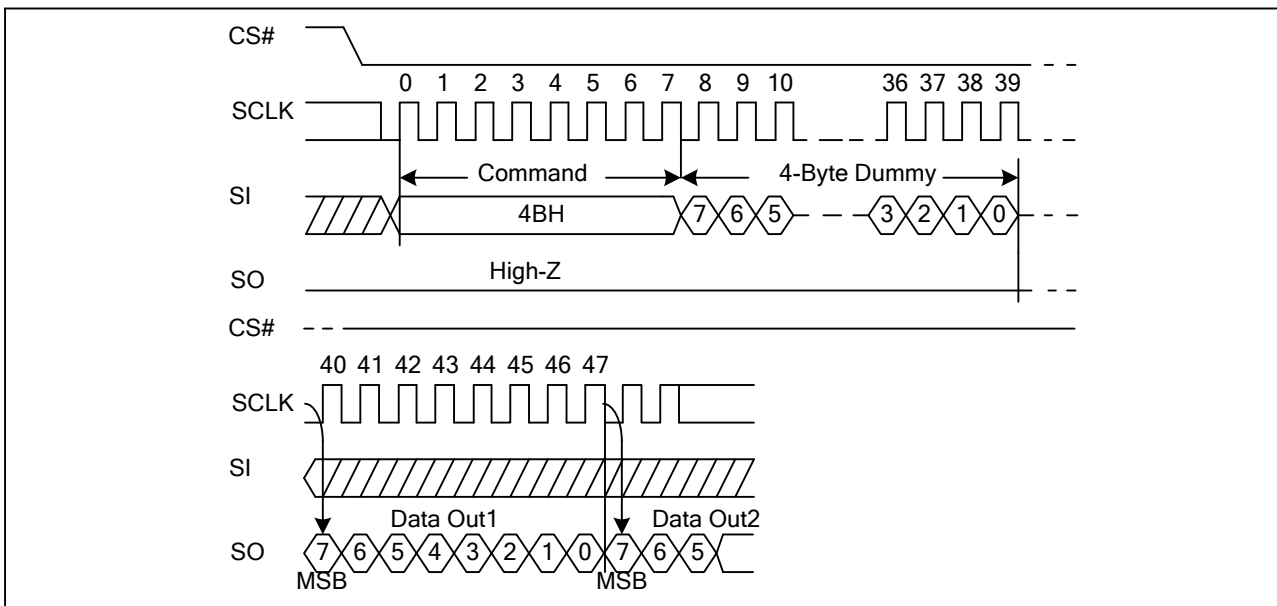 CS#
0 1 2 3 4 5 6 7 8 9 10 36 37 38 39
SCLK
Command 4-Byte Dummy
SI
4BH 7 6 5 3 2 1 0
High-Z
SO
CS#
40 41 42 43 44 45 46 47
SCLK
SI
Data Out1 Data Out2
SO 7 6 5 4 3 2 1 0 7 6 5
MSB MSB